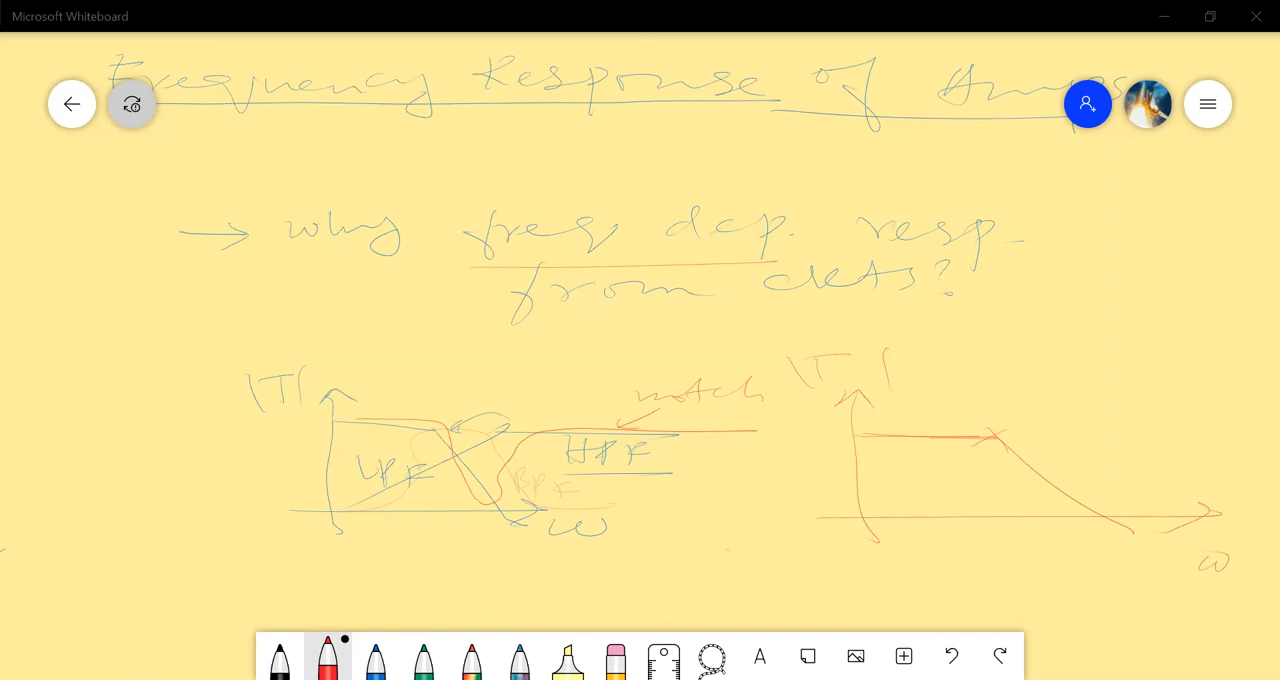 Microsoft Whiteboard
Frequency Response of Amps
→ why freq dep. resp.
from ckts?
|T|
notch
|T|
LPF
HPF
BPF
ω
ω
A